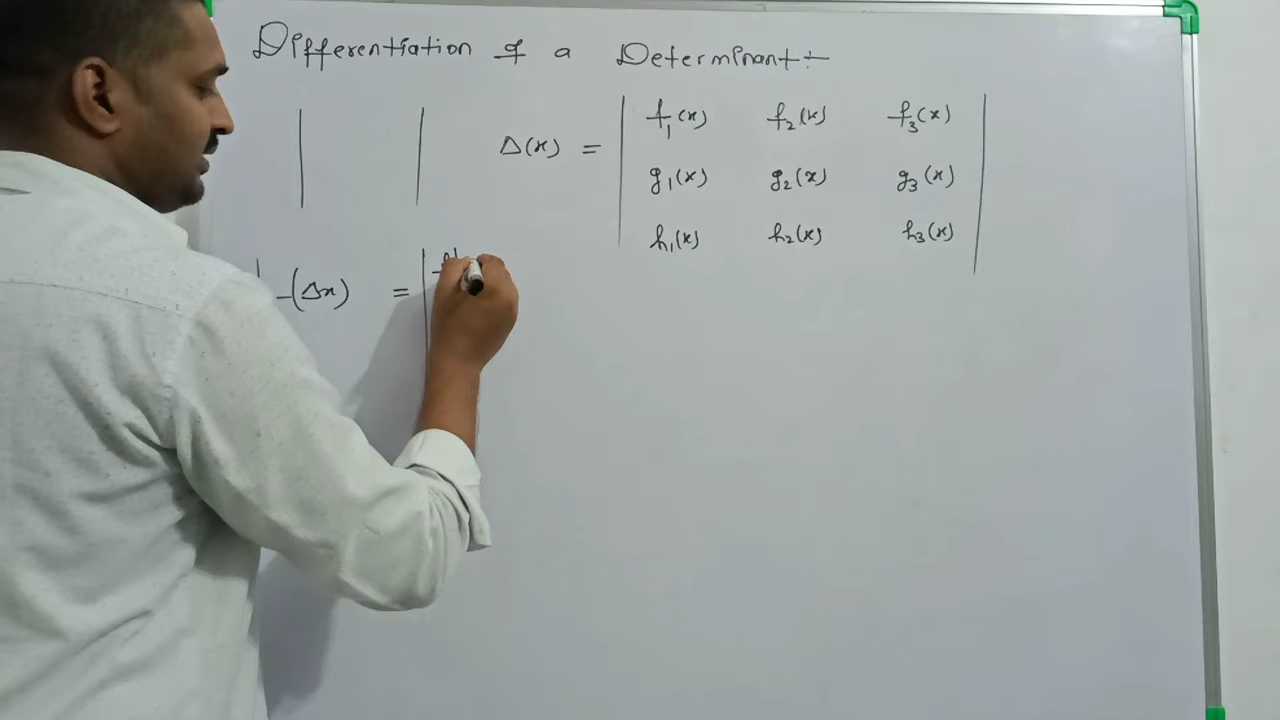 Differentiation of a Determinant :-
Δ(x) = | f₁(x) f₂(x) f₃(x) |
| g₁(x) g₂(x) g₃(x) |
| h₁(x) h₂(x) h₃(x) |
(Δx) = |